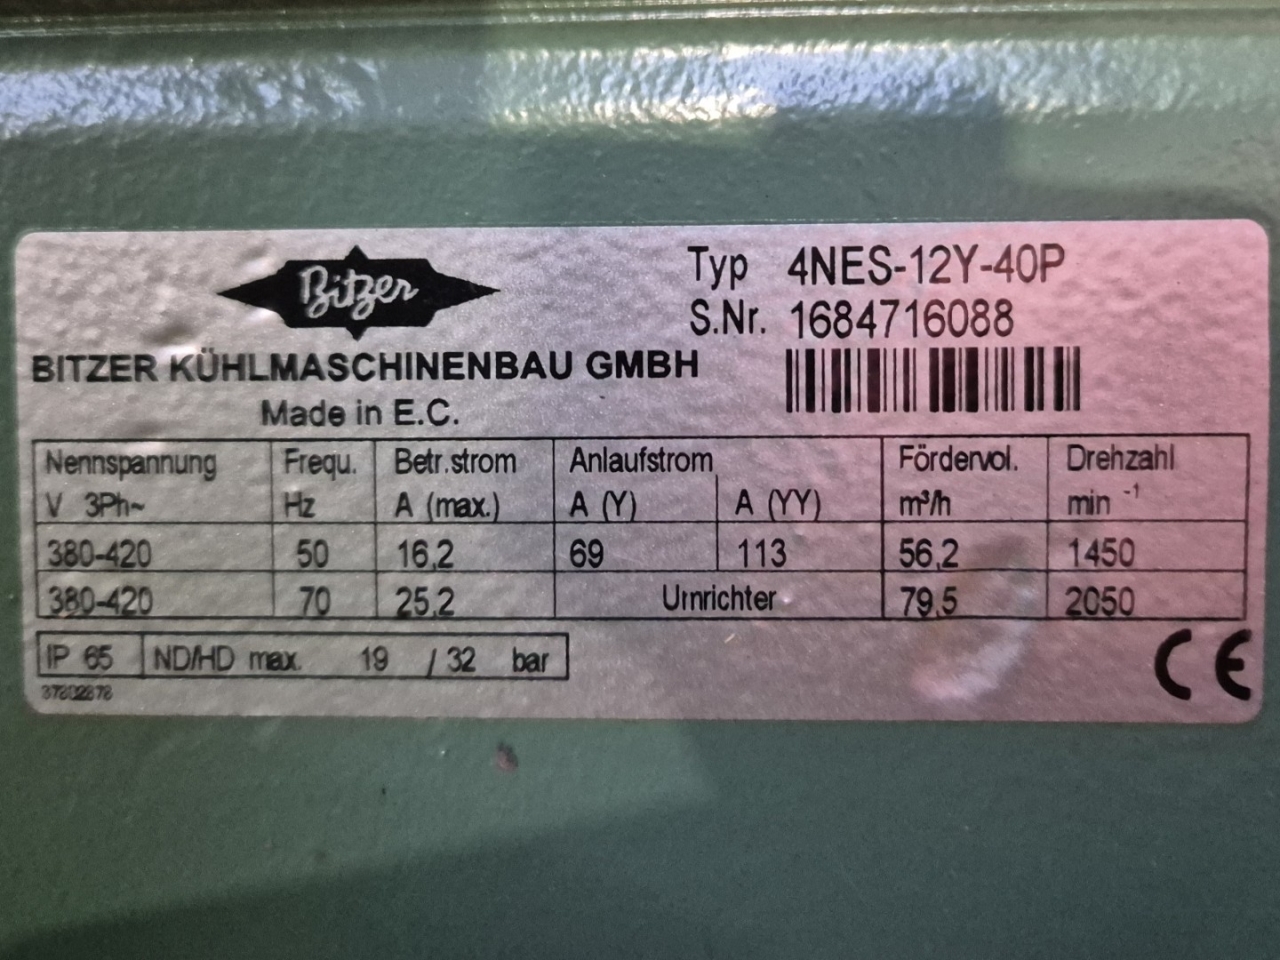 Bitzer
Typ 4NES-12Y-40P
S.Nr. 1684716088
BITZER KÜHLMASCHINENBAU GMBH
Made in E.C.
Nennspannung Frequ. Betr.strom Anlaufstrom Fördervol. Drehzahl
V 3Ph~ Hz A (max.) A (Y) A (YY) m³/h min -1
380-420 50 16,2 69 113 56,2 1450
380-420 70 25,2 Umrichter 79,5 2050
IP 65 ND/HD max. 19 / 32 bar
CE